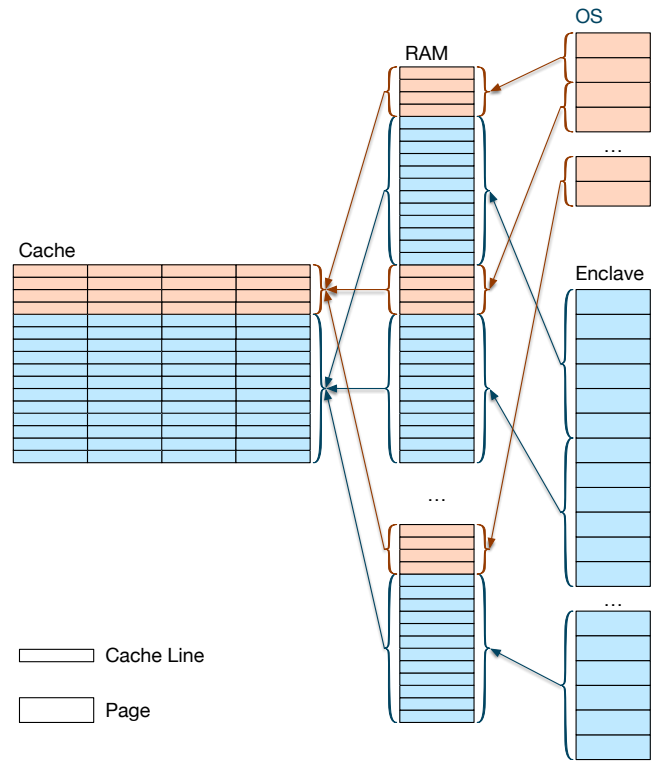 OS
RAM
…
Cache
Enclave
…
…
Cache Line
Page